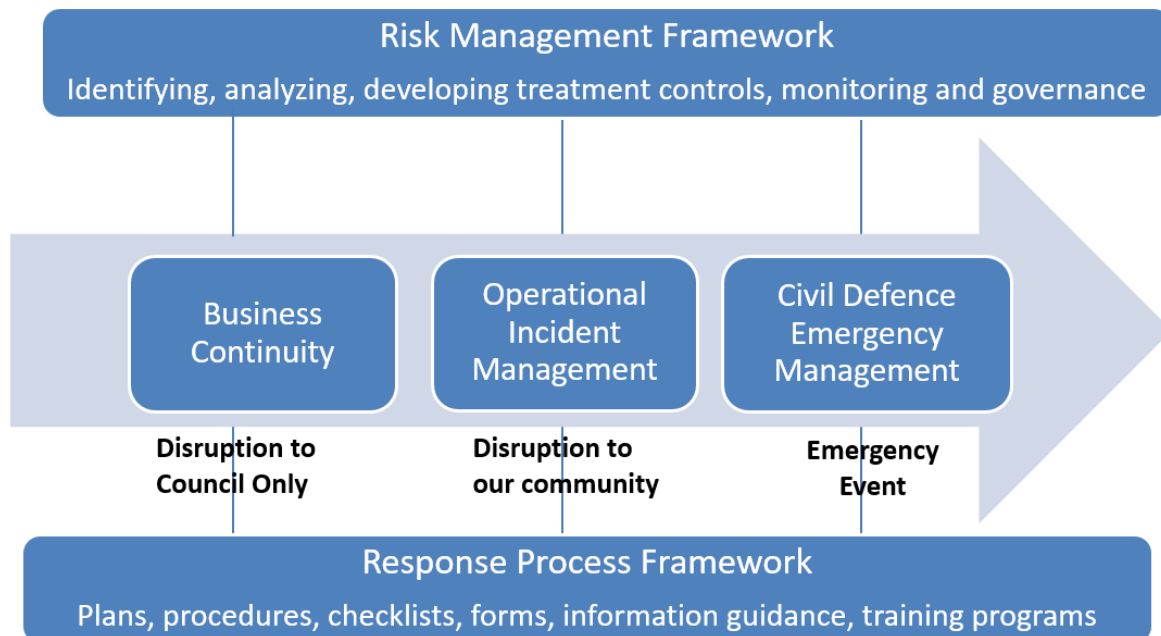 Risk Management Framework
Identifying, analyzing, developing treatment controls, monitoring and governance
Business
Continuity
Operational
Incident
Management
Civil Defence
Emergency
Management
Disruption to
Council Only
Disruption to
our community
Emergency
Event
Response Process Framework
Plans, procedures, checklists, forms, information guidance, training programs